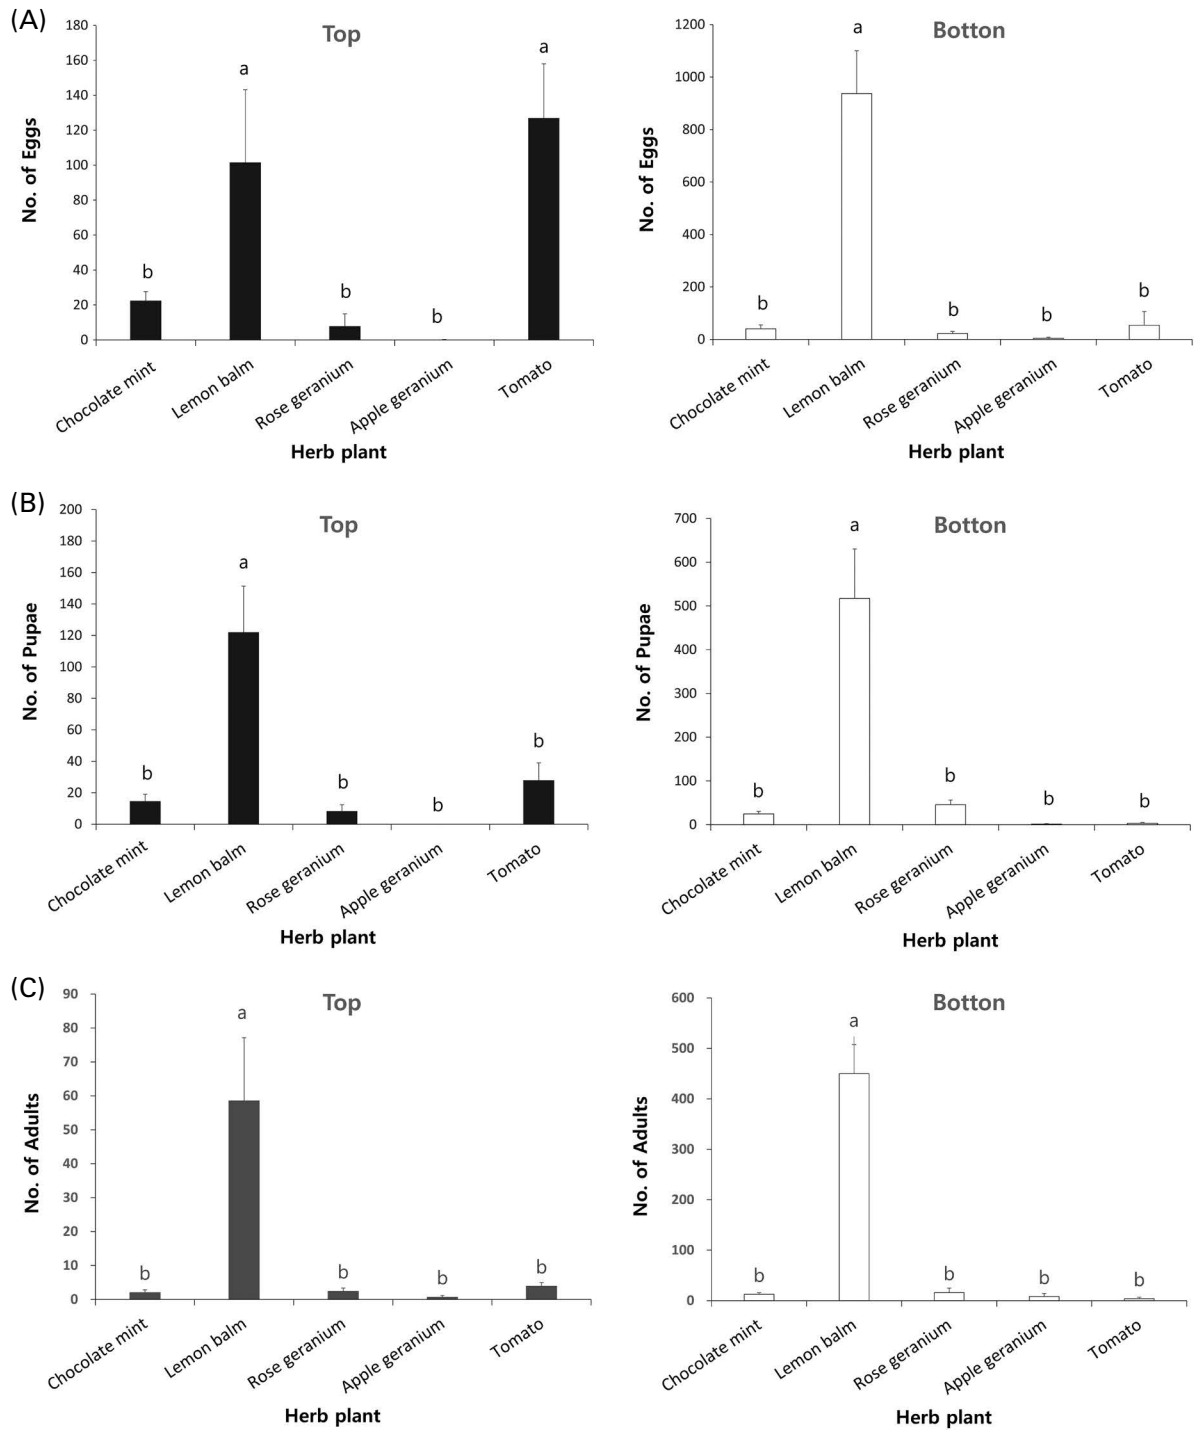 (A)
Top
No. of Eggs
180
160
140
120
100
80
60
40
20
0
b
a
b
b
a
Chocolate mint
Lemon balm
Rose geranium
Apple geranium
Tomato
Herb plant
Botton
No. of Eggs
1200
1000
800
600
400
200
0
b
a
b
b
b
Chocolate mint
Lemon balm
Rose geranium
Apple geranium
Tomato
Herb plant
(B)
Top
No. of Pupae
200
180
160
140
120
100
80
60
40
20
0
b
a
b
b
b
Chocolate mint
Lemon balm
Rose geranium
Apple geranium
Tomato
Herb plant
Botton
No. of Pupae
700
600
500
400
300
200
100
0
b
a
b
b
b
Chocolate mint
Lemon balm
Rose geranium
Apple geranium
Tomato
Herb plant
(C)
Top
No. of Adults
90
80
70
60
50
40
30
20
10
0
b
a
b
b
b
Chocolate mint
Lemon balm
Rose geranium
Apple geranium
Tomato
Herb plant
Botton
No. of Adults
600
500
400
300
200
100
0
b
a
b
b
b
Chocolate mint
Lemon balm
Rose geranium
Apple geranium
Tomato
Herb plant